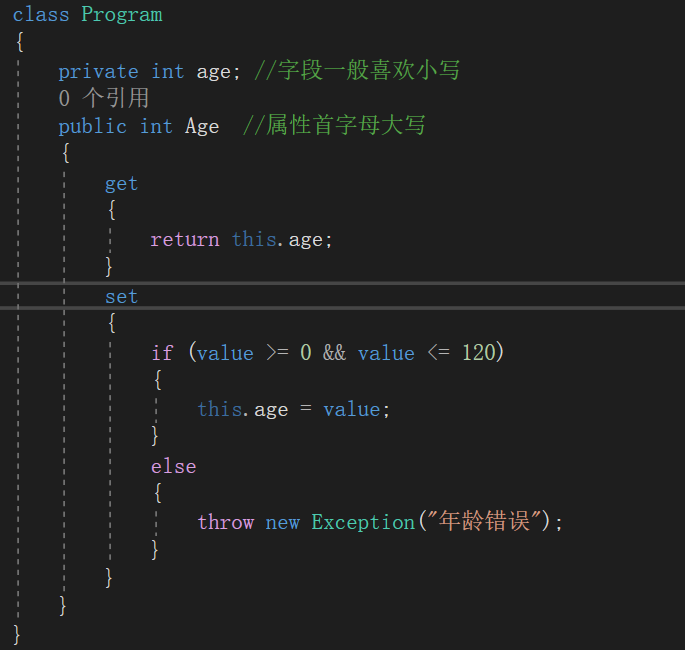 class Program
{
private int age; //字段一般喜欢小写
0 个引用
public int Age  //属性首字母大写
{
get
{
return this.age;
}
set
{
if (value >= 0 && value <= 120)
{
this.age = value;
}
else
{
throw new Exception("年龄错误");
}
}
}
}